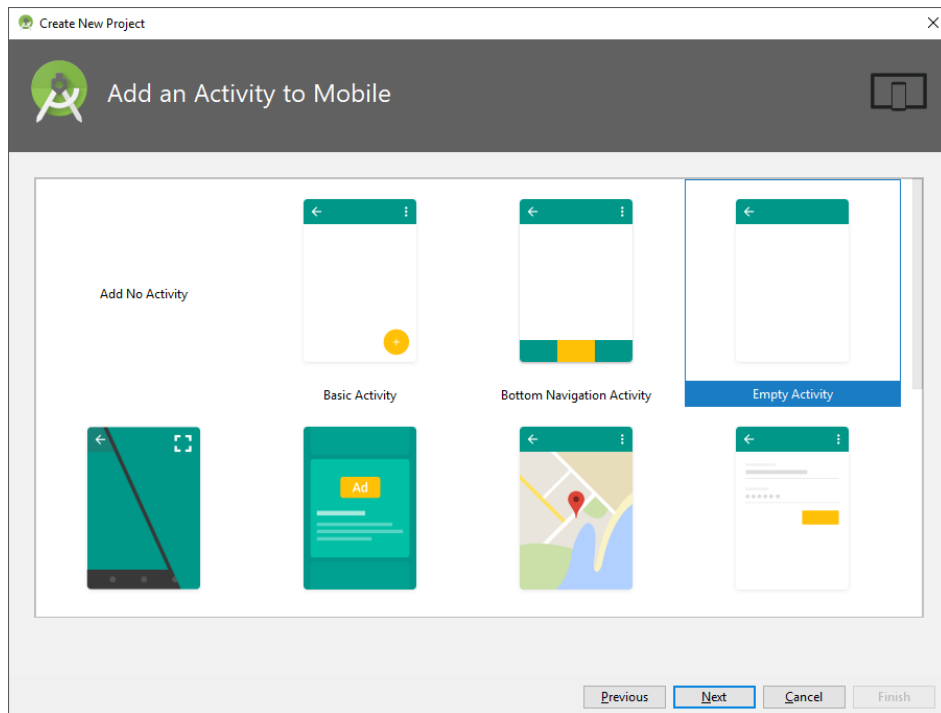 Create New Project
Add an Activity to Mobile
Add No Activity
Basic Activity
Bottom Navigation Activity
Empty Activity
Ad
Previous
Next
Cancel
Finish